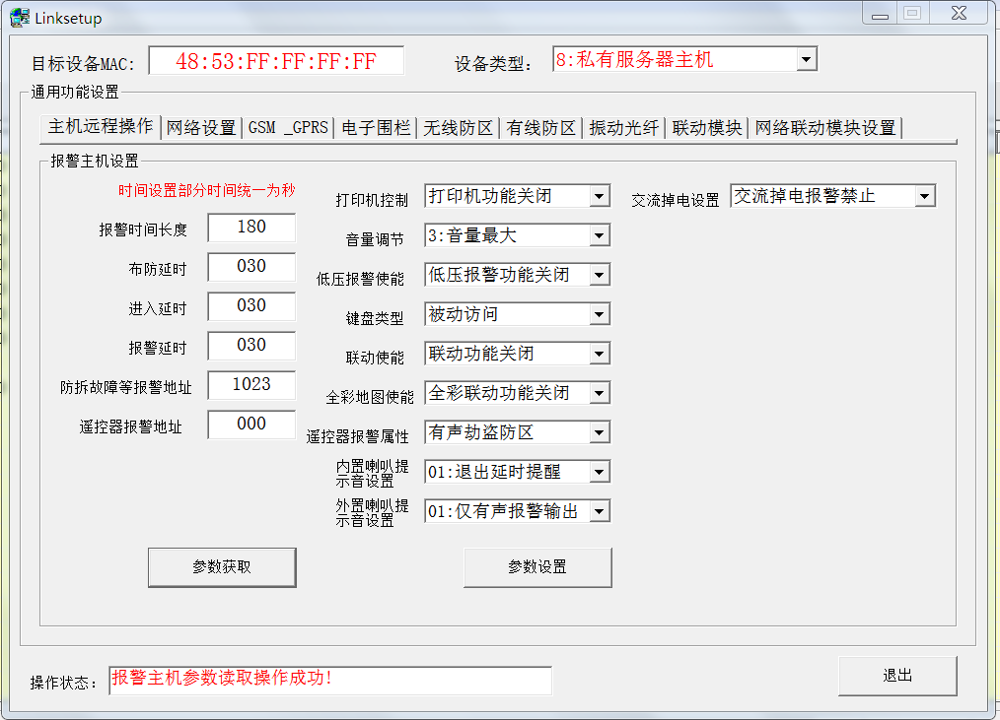 Linksetup
目标设备MAC: 48:53:FF:FF:FF:FF 设备类型: 8:私有服务器主机
通用功能设置
主机远程操作 网络设置 GSM _GPRS 电子围栏 无线防区 有线防区 振动光纤 联动模块 网络联动模块设置
报警主机设置
时间设置部分时间统一为秒
报警时间长度 180
布防延时 030
进入延时 030
报警延时 030
防拆故障等报警地址 1023
遥控器报警地址 000
打印机控制 打印机功能关闭
音量调节 3:音量最大
低压报警使能 低压报警功能关闭
键盘类型 被动访问
联动使能 联动功能关闭
全彩地图使能 全彩联动功能关闭
遥控器报警属性 有声劫盗防区
内置喇叭提
示音设置 01:退出延时提醒
外置喇叭提
示音设置 01:仅有声报警输出
交流掉电设置 交流掉电报警禁止
参数获取 参数设置
操作状态: 报警主机参数读取操作成功!
退出